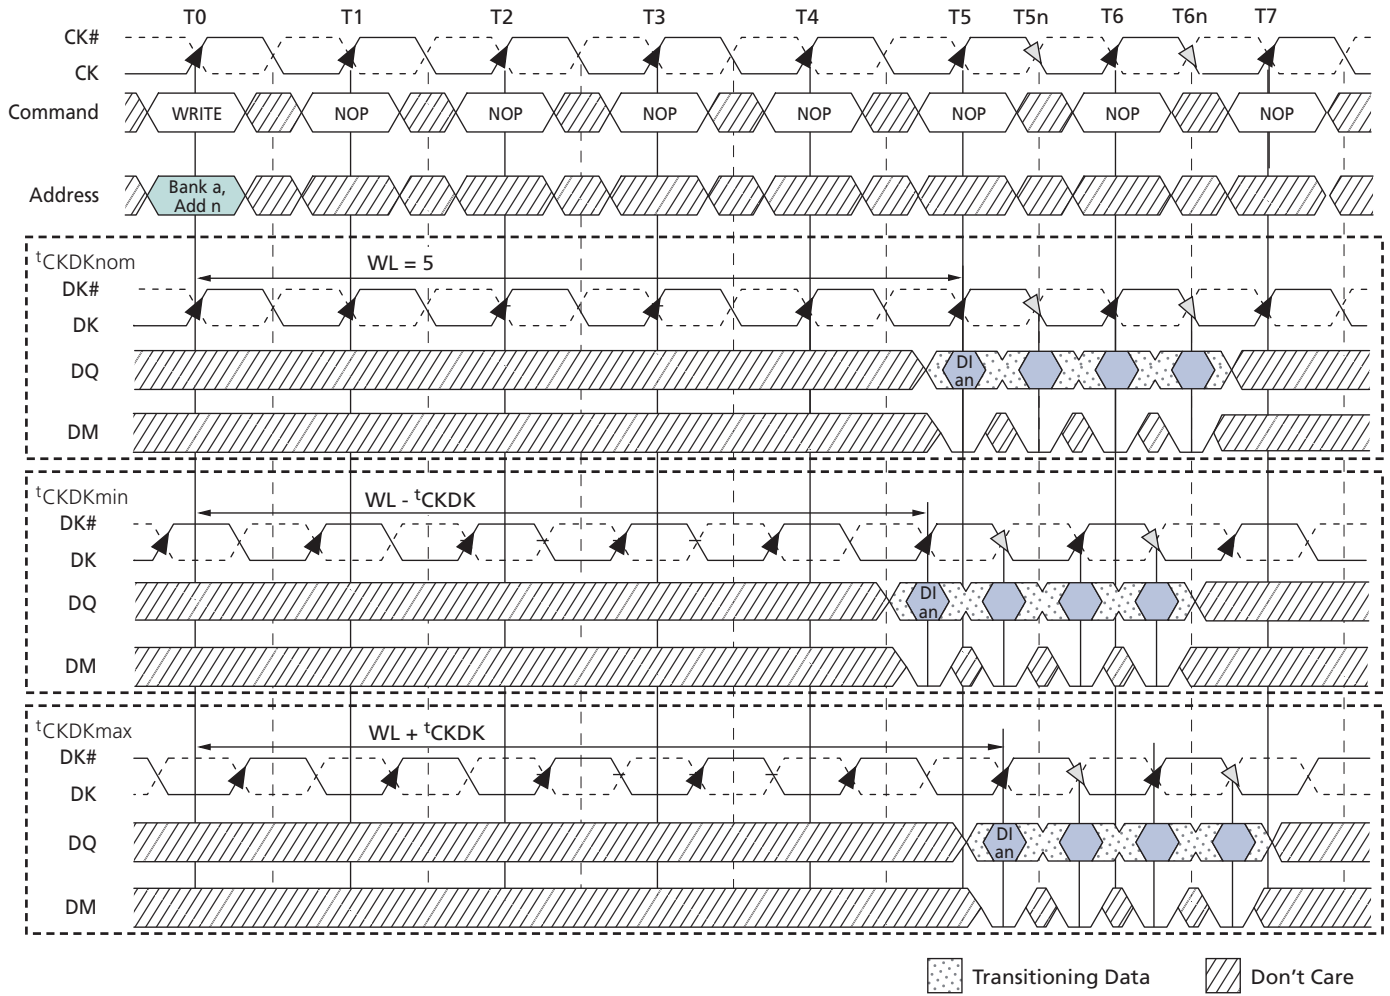 T0 T1 T2 T3 T4 T5 T5n T6 T6n T7
CK#
CK
Command WRITE NOP NOP NOP NOP NOP NOP NOP
Address Bank a,
Add n
tCKDKnom
WL = 5
DK#
DK
DQ DI
an
DM
tCKDKmin
WL - tCKDK
DK#
DK
DQ DI
an
DM
tCKDKmax
WL + tCKDK
DK#
DK
DQ DI
an
DM
Transitioning Data Don't Care